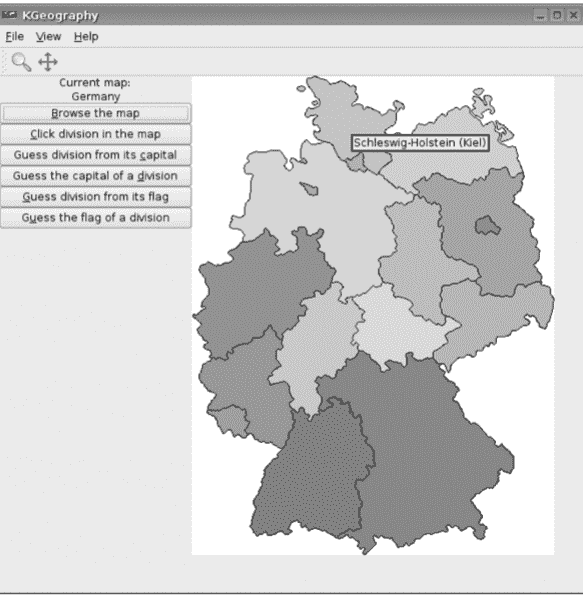 KGeography
File View Help
Current map:
Germany
Browse the map
Click division in the map
Guess division from its capital
Guess the capital of a division
Guess division from its flag
Guess the flag of a division
Schleswig-Holstein (Kiel)